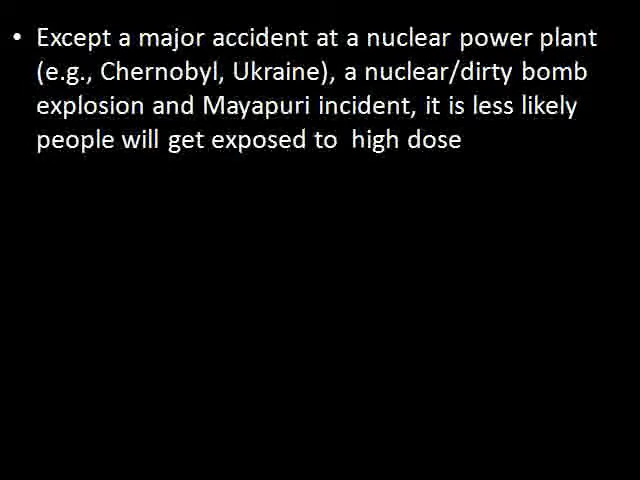 • Except a major accident at a nuclear power plant
(e.g., Chernobyl, Ukraine), a nuclear/dirty bomb
explosion and Mayapuri incident, it is less likely
people will get exposed to  high dose